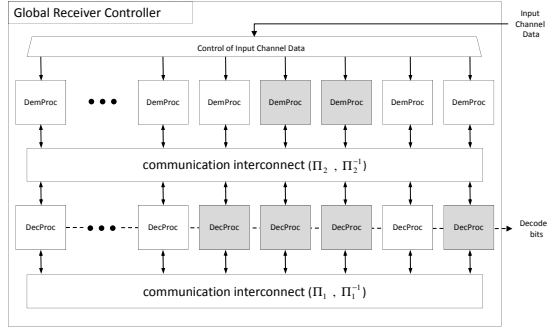 Global Receiver Controller
Input
Channel
Data
Control of Input Channel Data
DemProc
DemProc
DemProc
DemProc
DemProc
DemProc
DemProc
communication interconnect (Π₂ , Π₂⁻¹)
DecProc
DecProc
DecProc
DecProc
DecProc
DecProc
DecProc
Decode
bits
communication interconnect (Π₁ , Π₁⁻¹)